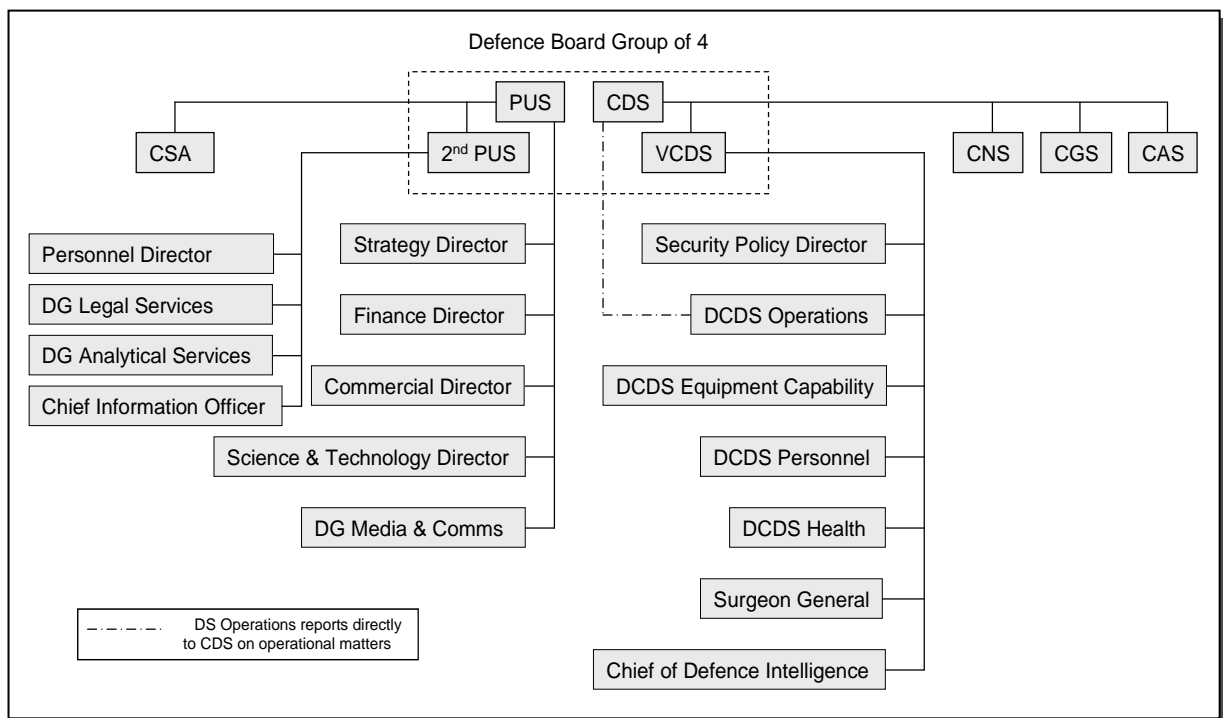 Defence Board Group of 4
PUS
CDS
CSA
2nd PUS
VCDS
CNS
CGS
CAS
Personnel Director
DG Legal Services
DG Analytical Services
Chief Information Officer
Strategy Director
Finance Director
Commercial Director
Science & Technology Director
DG Media & Comms
Security Policy Director
DCDS Operations
DCDS Equipment Capability
DCDS Personnel
DCDS Health
Surgeon General
Chief of Defence Intelligence
DS Operations reports directly
to CDS on operational matters